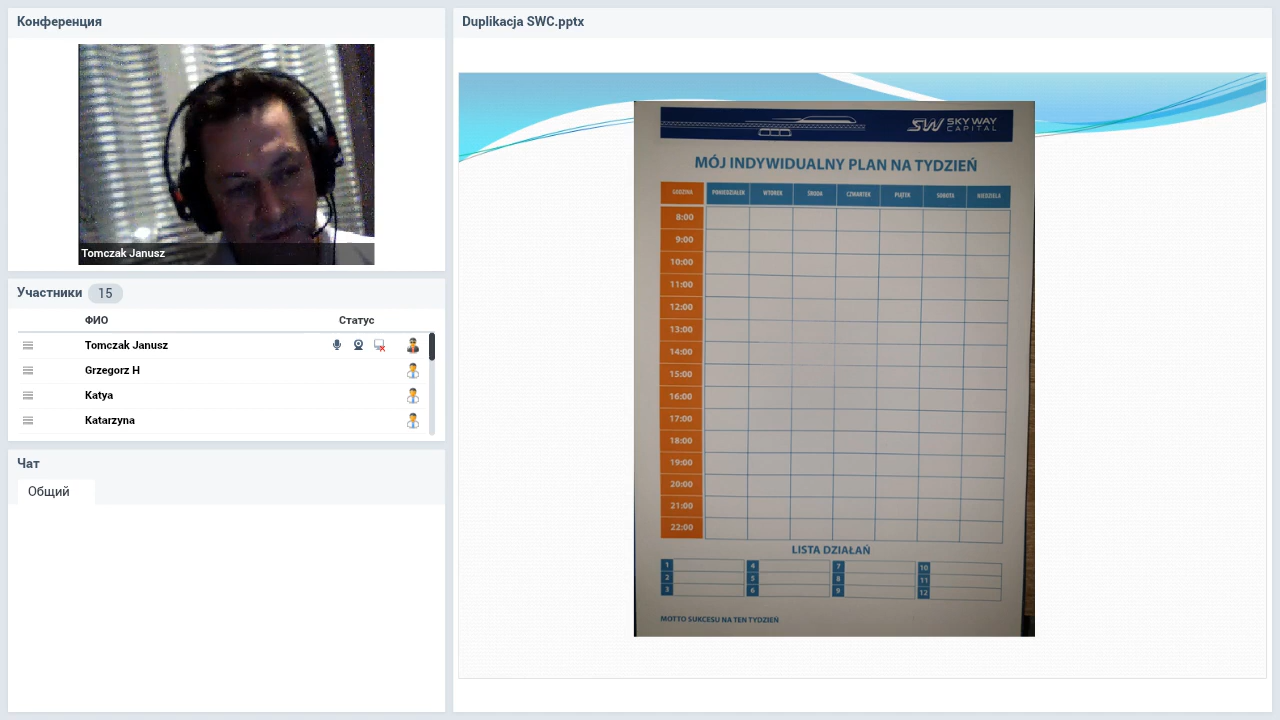 Конференция
Tomczak Janusz
Участники 15
ФИО Статус
Tomczak Janusz
Grzegorz H
Katya
Katarzyna
Чат
Общий
Duplikacja SWC.pptx
SW SKY WAY
CAPITAL
MÓJ INDYWIDUALNY PLAN NA TYDZIEŃ
GODZINA PONIEDZIAŁEK WTOREK ŚRODA CZWARTEK PIĄTEK SOBOTA NIEDZIELA
8:00
9:00
10:00
11:00
12:00
13:00
14:00
15:00
16:00
17:00
18:00
19:00
20:00
21:00
22:00
LISTA DZIAŁAŃ
1 4 7 10
2 5 8 11
3 6 9 12
MOTTO SUKCESU NA TEN TYDZIEŃ